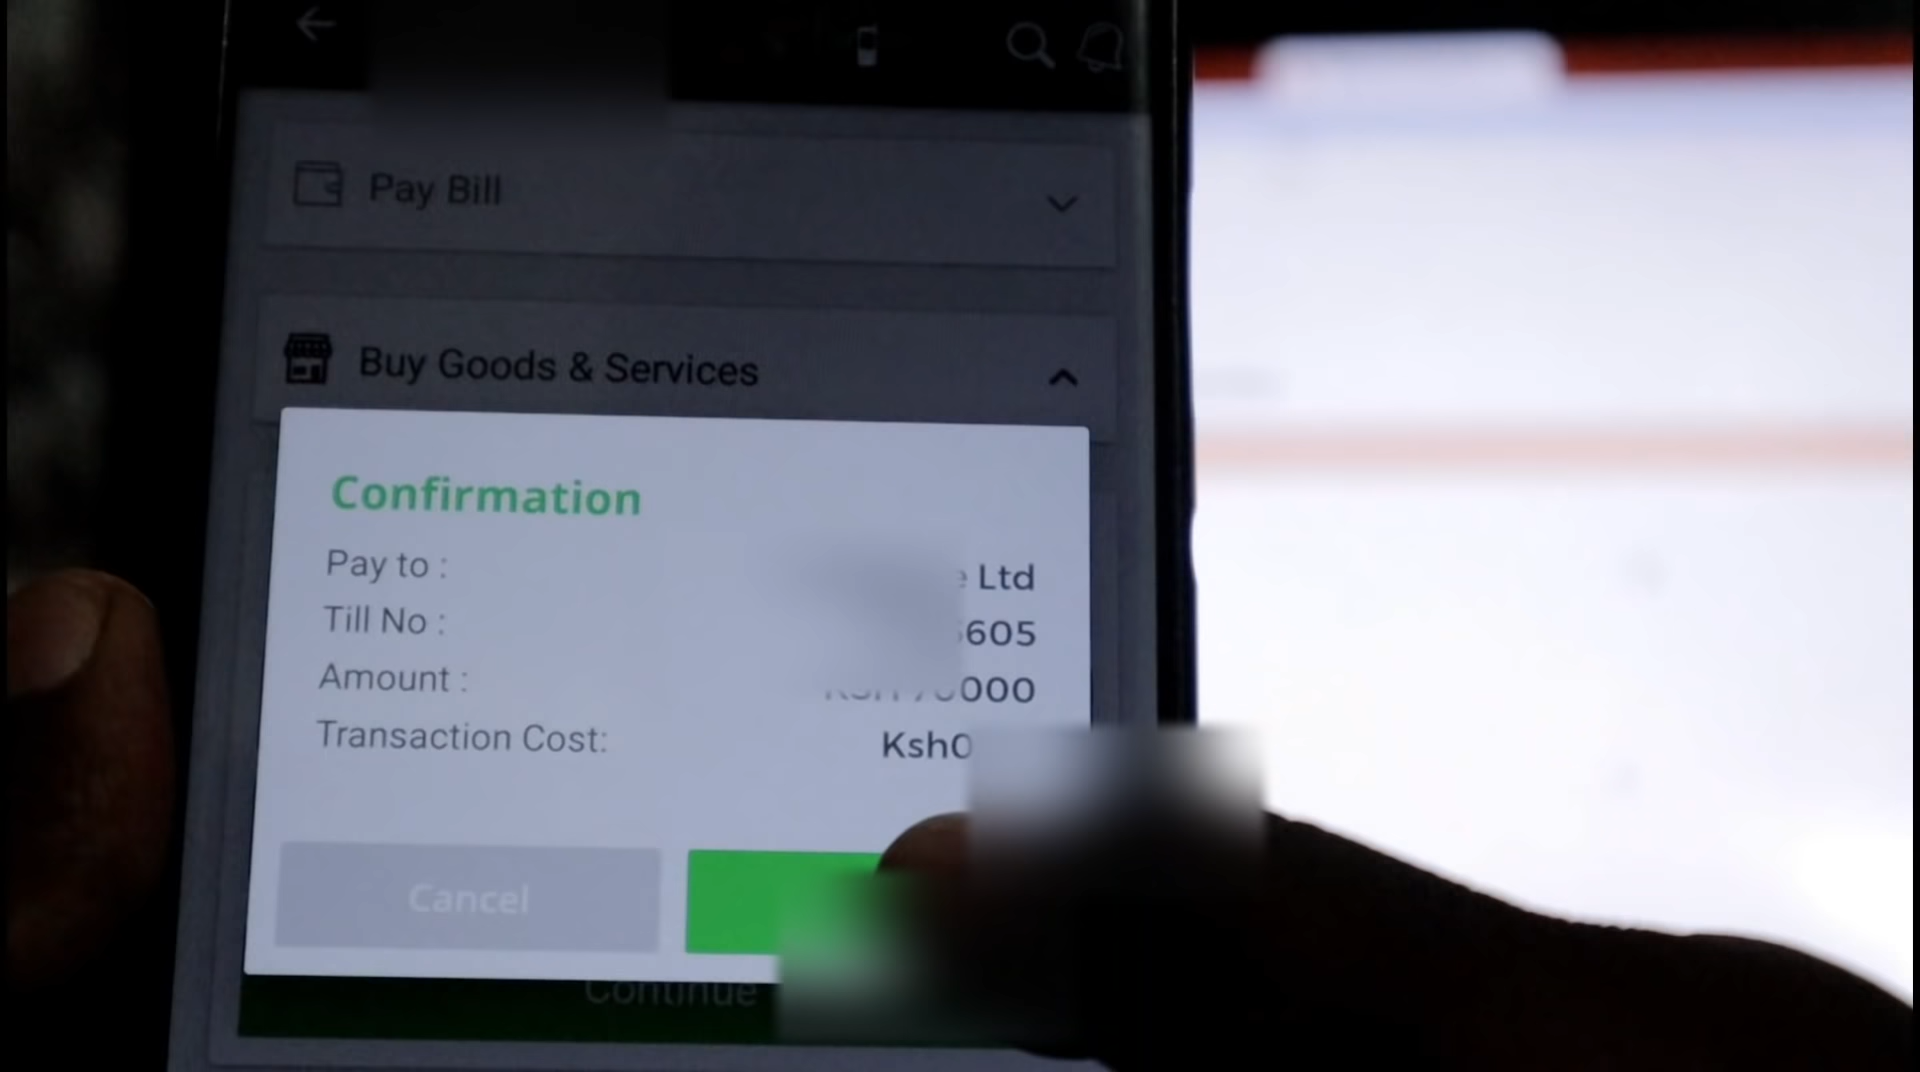 Pay Bill
Buy Goods & Services
Confirmation
Pay to : Ltd
Till No : 605
Amount : 000
Transaction Cost: Ksh0
Cancel
Continue